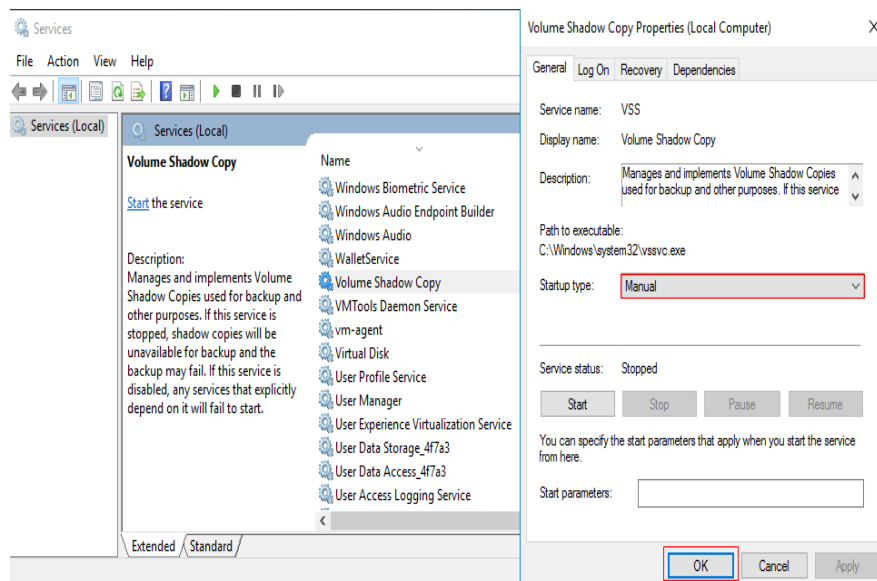 Services
File Action View Help
Services (Local)
Services (Local)
Volume Shadow Copy
Start the service
Description:
Manages and implements Volume
Shadow Copies used for backup and
other purposes. If this service is
stopped, shadow copies will be
unavailable for backup and the
backup may fail. If this service is
disabled, any services that explicitly
depend on it will fail to start.
Name
Windows Biometric Service
Windows Audio Endpoint Builder
Windows Audio
WalletService
Volume Shadow Copy
VMTools Daemon Service
vm-agent
Virtual Disk
User Profile Service
User Manager
User Experience Virtualization Service
User Data Storage_4f7a3
User Data Access_4f7a3
User Access Logging Service
Extended Standard
Volume Shadow Copy Properties (Local Computer)
General Log On Recovery Dependencies
Service name: VSS
Display name: Volume Shadow Copy
Description: Manages and implements Volume Shadow Copies
used for backup and other purposes. If this service
Path to executable:
C:\Windows\system32\vssvc.exe
Startup type: Manual
Service status: Stopped
Start Stop Pause Resume
You can specify the start parameters that apply when you start the service
from here.
Start parameters:
OK Cancel Apply